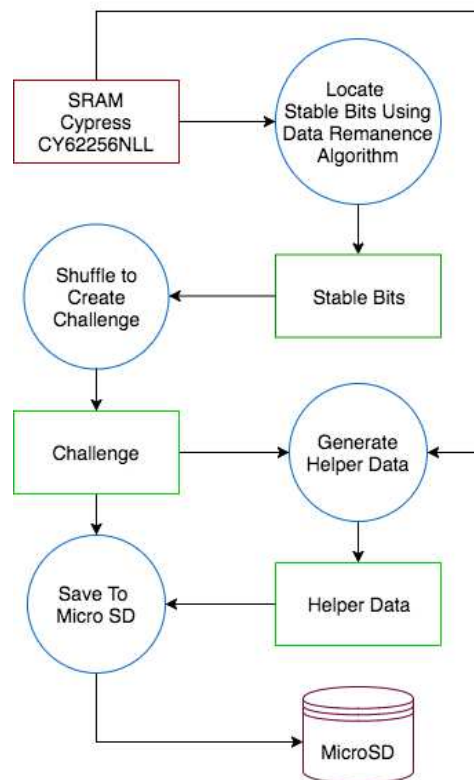 SRAM
Cypress
CY62256NLL
Locate
Stable Bits Using
Data Remanence
Algorithm
Shuffle to
Create
Challenge
Stable Bits
Challenge
Generate
Helper Data
Save To
Micro SD
Helper Data
MicroSD